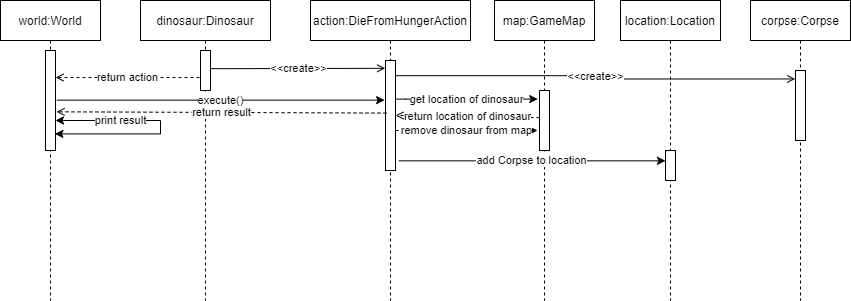 world:World
dinosaur:Dinosaur
action:DieFromHungerAction
map:GameMap
location:Location
corpse:Corpse
<<create>>
return action
<<create>>
execute()
get location of dinosaur
return result
return location of dinosaur
print result
remove dinosaur from map
add Corpse to location